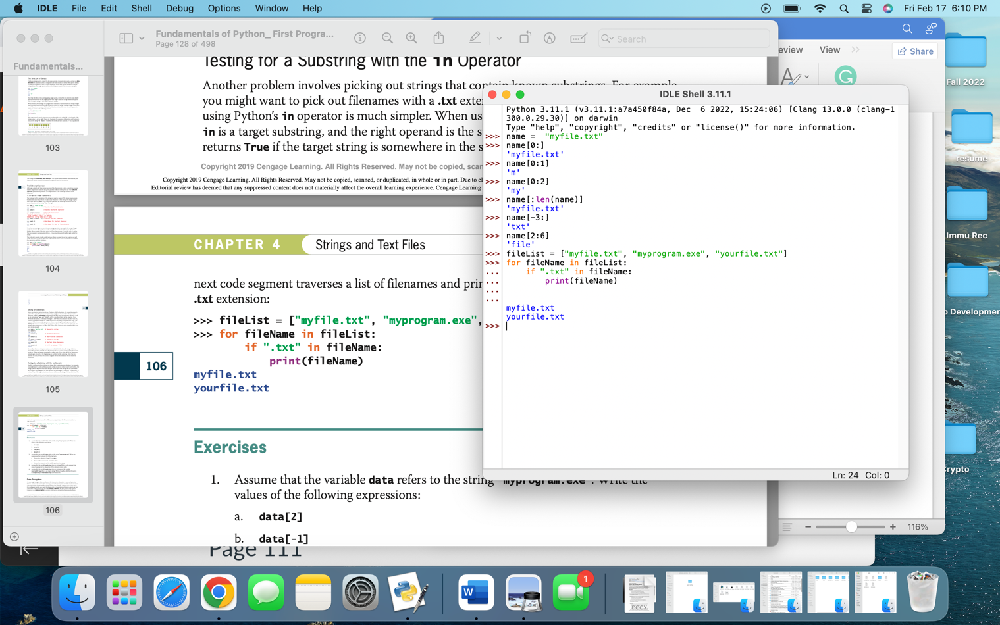 IDLE File Edit Shell Debug Options Window Help
Fri Feb 17 6:10 PM
Fundamentals of Python_ First Progra...
Page 128 of 498
Search
Fundamentals...
103
104
105
106
Testing for a Substring with the in Operator
Another problem involves picking out strings that contain known substrings. For example,
you might want to pick out filenames with a .txt exte
using Python's in operator is much simpler. When us
in is a target substring, and the right operand is the s
returns True if the target string is somewhere in the s
Copyright 2019 Cengage Learning. All Rights Reserved. May not be copied, scan
Copyright 2019 Cengage Learning. All Rights Reserved. May not be copied, scanned, or duplicated, in whole or in part. Due to el
Editorial review has deemed that any suppressed content does not materially affect the overall learning experience. Cengage Learning
CHAPTER 4 Strings and Text Files
next code segment traverses a list of filenames and prin
.txt extension:
>>> fileList = ["myfile.txt", "myprogram.exe",
>>> for fileName in fileList:
if ".txt" in fileName:
print(fileName)
myfile.txt
yourfile.txt
106
Exercises
1. Assume that the variable data refers to the string "myprogram.exe". Write the
values of the following expressions:
a. data[2]
b. data[-1]
Page 111
eview View
Share
IDLE Shell 3.11.1
Python 3.11.1 (v3.11.1:a7a450f84a, Dec  6 2022, 15:24:06) [Clang 13.0.0 (clang-1
300.0.29.30)] on darwin
Type "help", "copyright", "credits" or "license()" for more information.
>>> name =  "myfile.txt"
>>> name[0:]
'myfile.txt'
>>> name[0:1]
'm'
>>> name[0:2]
'my'
>>> name[:len(name)]
'myfile.txt'
>>> name[-3:]
'txt'
>>> name[2:6]
'file'
>>> fileList = ["myfile.txt", "myprogram.exe", "yourfile.txt"]
>>> for fileName in fileList:
... if ".txt" in fileName:
... print(fileName)
...
...
myfile.txt
yourfile.txt
>>>
Ln: 24 Col: 0
116%
Fall 2022
resume
Immu Rec
Developmen
Crypto
W
DOCX
1